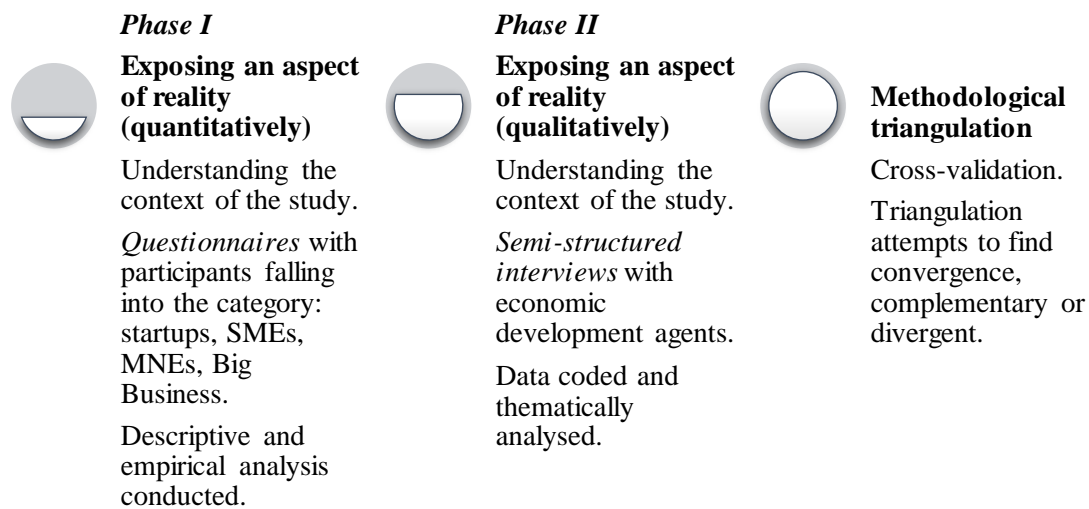 Phase I
Exposing an aspect
of reality
(quantitatively)
Understanding the
context of the study.
Questionnaires with
participants falling
into the category:
startups, SMEs,
MNEs, Big
Business.
Descriptive and
empirical analysis
conducted.
Phase II
Exposing an aspect
of reality
(qualitatively)
Understanding the
context of the study.
Semi-structured
interviews with
economic
development agents.
Data coded and
thematically
analysed.
Methodological
triangulation
Cross-validation.
Triangulation
attempts to find
convergence,
complementary or
divergent.